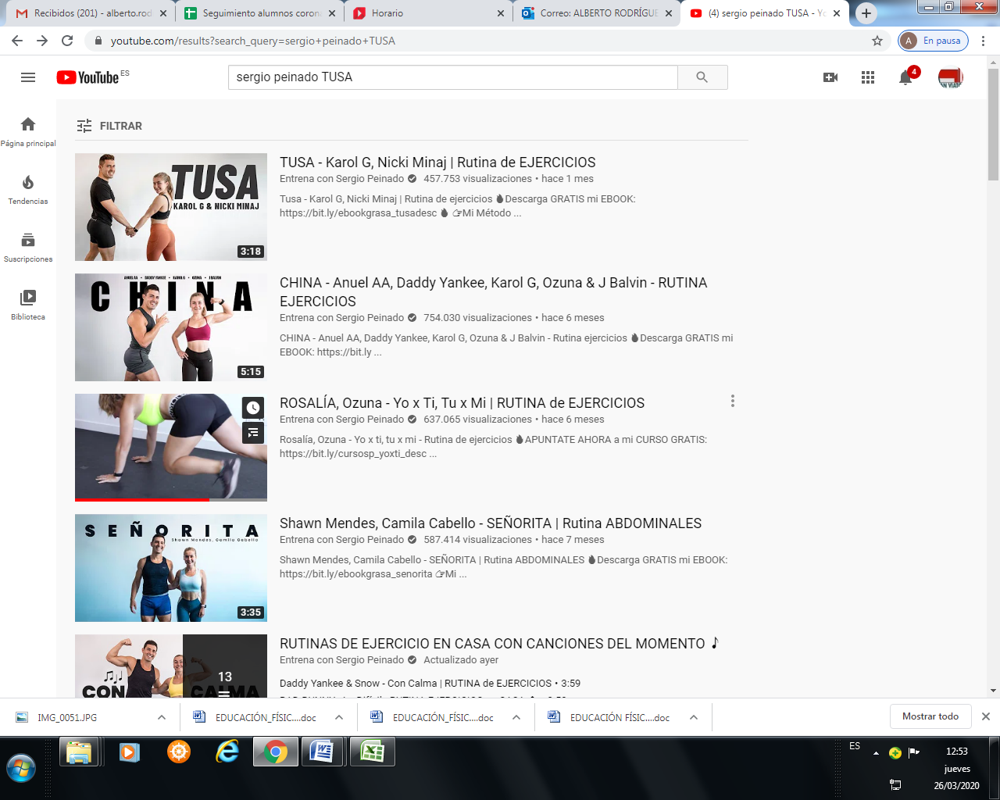 Recibidos (201) - alberto.rod
Seguimiento alumnos corona
Horario
Correo: ALBERTO RODRÍGUE
(4) sergio peinado TUSA - Yo
youtube.com/results?search_query=sergio+peinado+TUSA
A
En pausa
YouTube ES
sergio peinado TUSA
4
Página principal
Tendencias
Suscripciones
Biblioteca
FILTRAR
TUSA
KAROL G & NICKI MINAJ
3:18
TUSA - Karol G, Nicki Minaj | Rutina de EJERCICIOS
Entrena con Sergio Peinado 457.753 visualizaciones • hace 1 mes
Tusa - Karol G, Nicki Minaj | Rutina de ejercicios 🔥Descarga GRATIS mi EBOOK:
https://bit.ly/ebookgrasa_tusadesc 🔥 👉Mi Método ...
ANUEL AA • DADDY YANKEE • KAROL G • OZUNA • J BALVIN
CHINA
5:15
CHINA - Anuel AA, Daddy Yankee, Karol G, Ozuna & J Balvin - RUTINA
EJERCICIOS
Entrena con Sergio Peinado 754.030 visualizaciones • hace 6 meses
CHINA - Anuel AA, Daddy Yankee, Karol G, Ozuna & J Balvin - Rutina ejercicios 🔥Descarga GRATIS mi
EBOOK: https://bit.ly ...
ROSALÍA, Ozuna - Yo x Ti, Tu x Mi | RUTINA de EJERCICIOS
Entrena con Sergio Peinado 637.065 visualizaciones • hace 6 meses
Rosalía, Ozuna - Yo x ti, tu x mi - Rutina de ejercicios 🔥APUNTATE AHORA a mi CURSO GRATIS:
https://bit.ly/cursosp_yoxti_desc ...
SEÑORITA
Shawn Mendes, Camila Cabello
3:35
Shawn Mendes, Camila Cabello - SEÑORITA | Rutina ABDOMINALES
Entrena con Sergio Peinado 587.414 visualizaciones • hace 7 meses
Shawn Mendes, Camila Cabello - SEÑORITA | Rutina ABDOMINALES 🔥Descarga GRATIS mi EBOOK:
https://bit.ly/ebookgrasa_senorita 👉Mi ...
CON CALMA
13
RUTINAS DE EJERCICIO EN CASA CON CANCIONES DEL MOMENTO ♪
Entrena con Sergio Peinado Actualizado ayer
Daddy Yankee & Snow - Con Calma | RUTINA de EJERCICIOS • 3:59
IMG_0051.JPG
EDUCACIÓN_FÍSIC....doc
EDUCACIÓN_FÍSIC....doc
EDUCACIÓN FÍSIC....doc
Mostrar todo
ES
12:53
jueves
26/03/2020